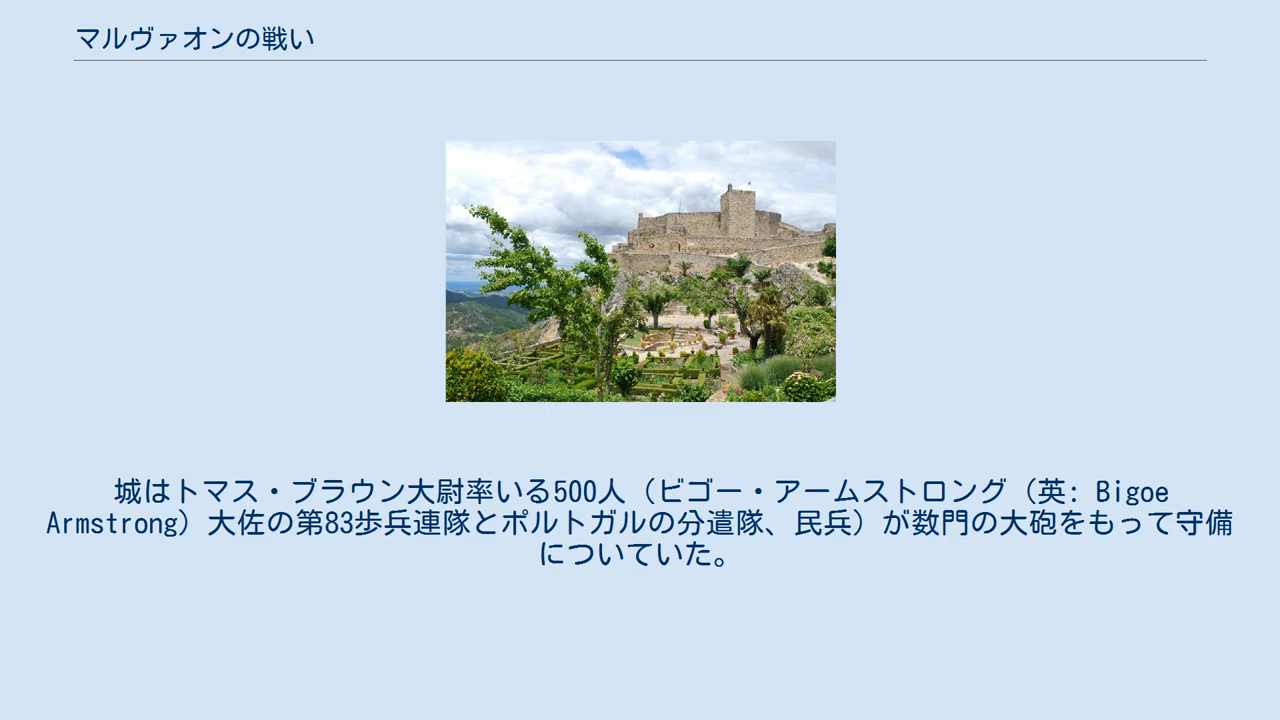 マルヴァオンの戦い
城はトマス・ブラウン大尉率いる500人（ビゴー・アームストロング（英: Bigoe
Armstrong）大佐の第83歩兵連隊とポルトガルの分遣隊、民兵）が数門の大砲をもって守備
についていた。